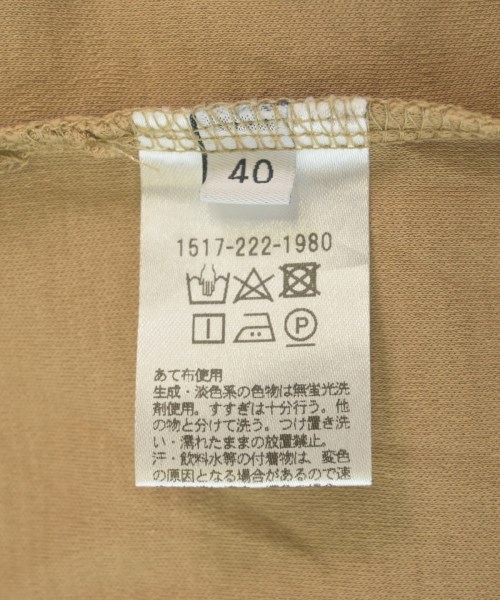 40
1517-222-1980
P
あて布使用
生成・淡色系の色物は無蛍光洗
剤使用。すすぎは十分行う。他
の物と分けて洗う。つけ置き洗
い・濡れたままの放置禁止。
汗・飲料水等の付着物は、変色
の原因となる場合があるので速